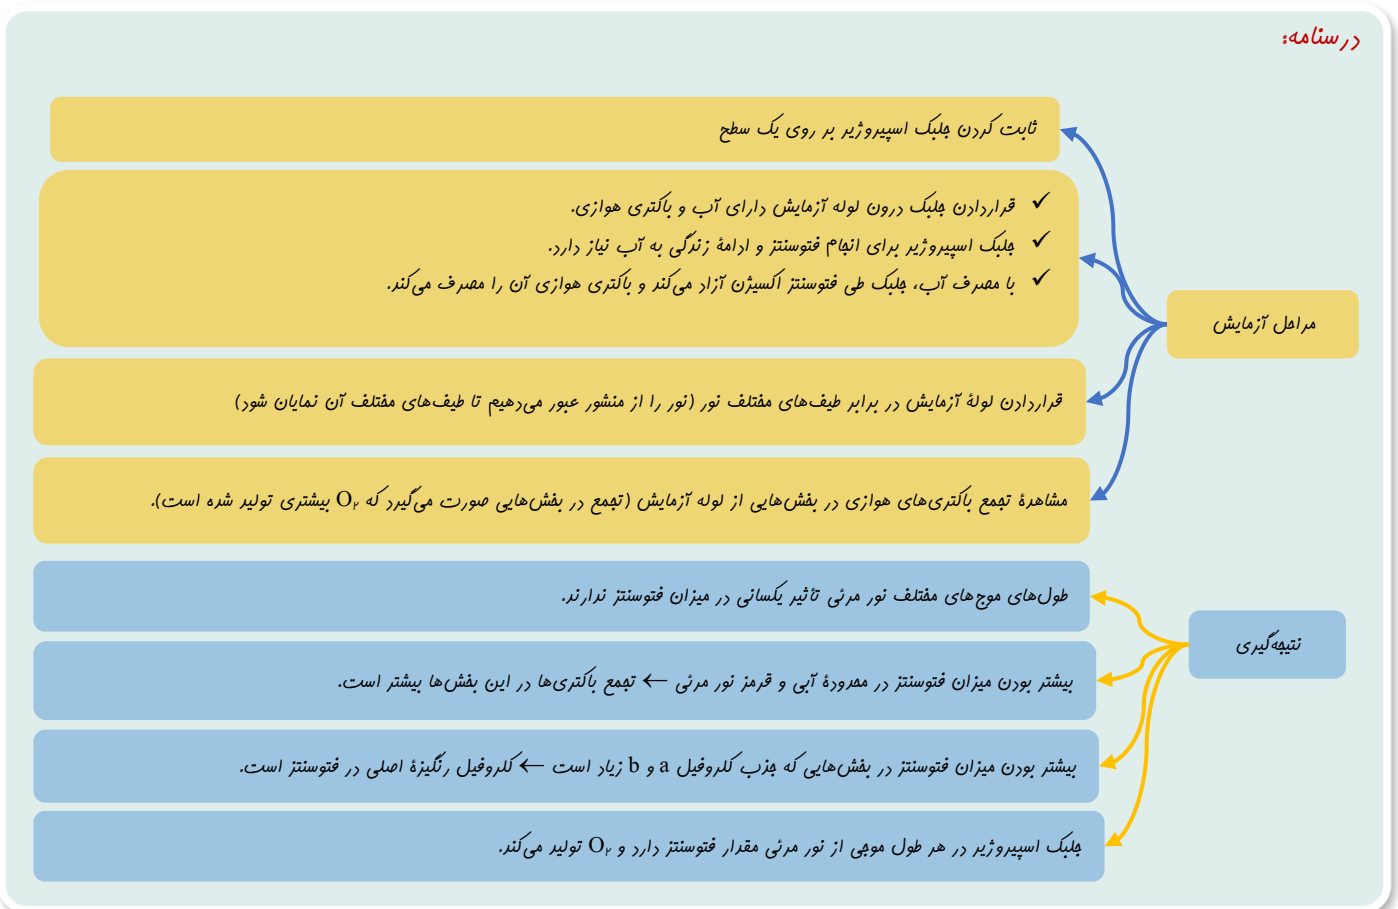 درسنامه:
ثابت کردن جلبک اسپیروژیر بر روی یک سطح
✓ قراردادن جلبک درون لوله آزمایش دارای آب و باکتری هوازی.
✓ جلبک اسپیروژیر برای انجام فتوسنتز و ادامۀ زندگی به آب نیاز دارد.
✓ با مصرف آب، جلبک طی فتوسنتز اکسیژن آزاد می‌کند و باکتری هوازی آن را مصرف می‌کند.
مراحل آزمایش
قراردادن لولۀ آزمایش در برابر طیف‌های مختلف نور (نور را از منشور عبور می‌دهیم تا طیف‌های مختلف آن نمایان شود)
مشاهدۀ تجمع باکتری‌های هوازی در بخش‌هایی از لوله آزمایش (تجمع در بخش‌هایی صورت می‌گیرد که O₂ بیشتری تولید شده است).
طول‌های موج‌های مختلف نور مرئی تأثیر یکسانی در میزان فتوسنتز ندارند.
نتیجه‌گیری
بیشتر بودن میزان فتوسنتز در محدودۀ آبی و قرمز نور مرئی ← تجمع باکتری‌ها در این بخش‌ها بیشتر است.
بیشتر بودن میزان فتوسنتز در بخش‌هایی که جذب کلروفیل a و b زیاد است ← کلروفیل رنگیزۀ اصلی در فتوسنتز است.
جلبک اسپیروژیر در هر طول موجی از نور مرئی مقدار فتوسنتز دارد و O₂ تولید می‌کند.